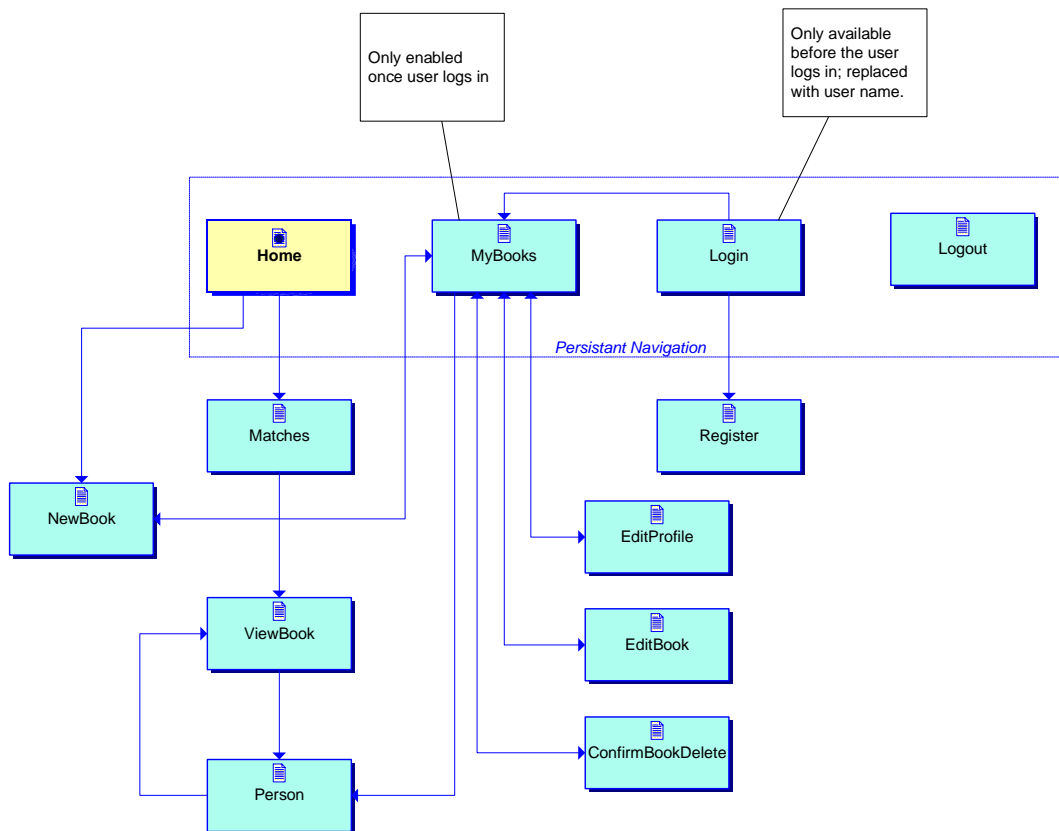 Only enabled
once user logs in
Only available
before the user
logs in; replaced
with user name.
Home
MyBooks
Login
Logout
Persistant Navigation
Matches
Register
NewBook
EditProfile
ViewBook
EditBook
ConfirmBookDelete
Person